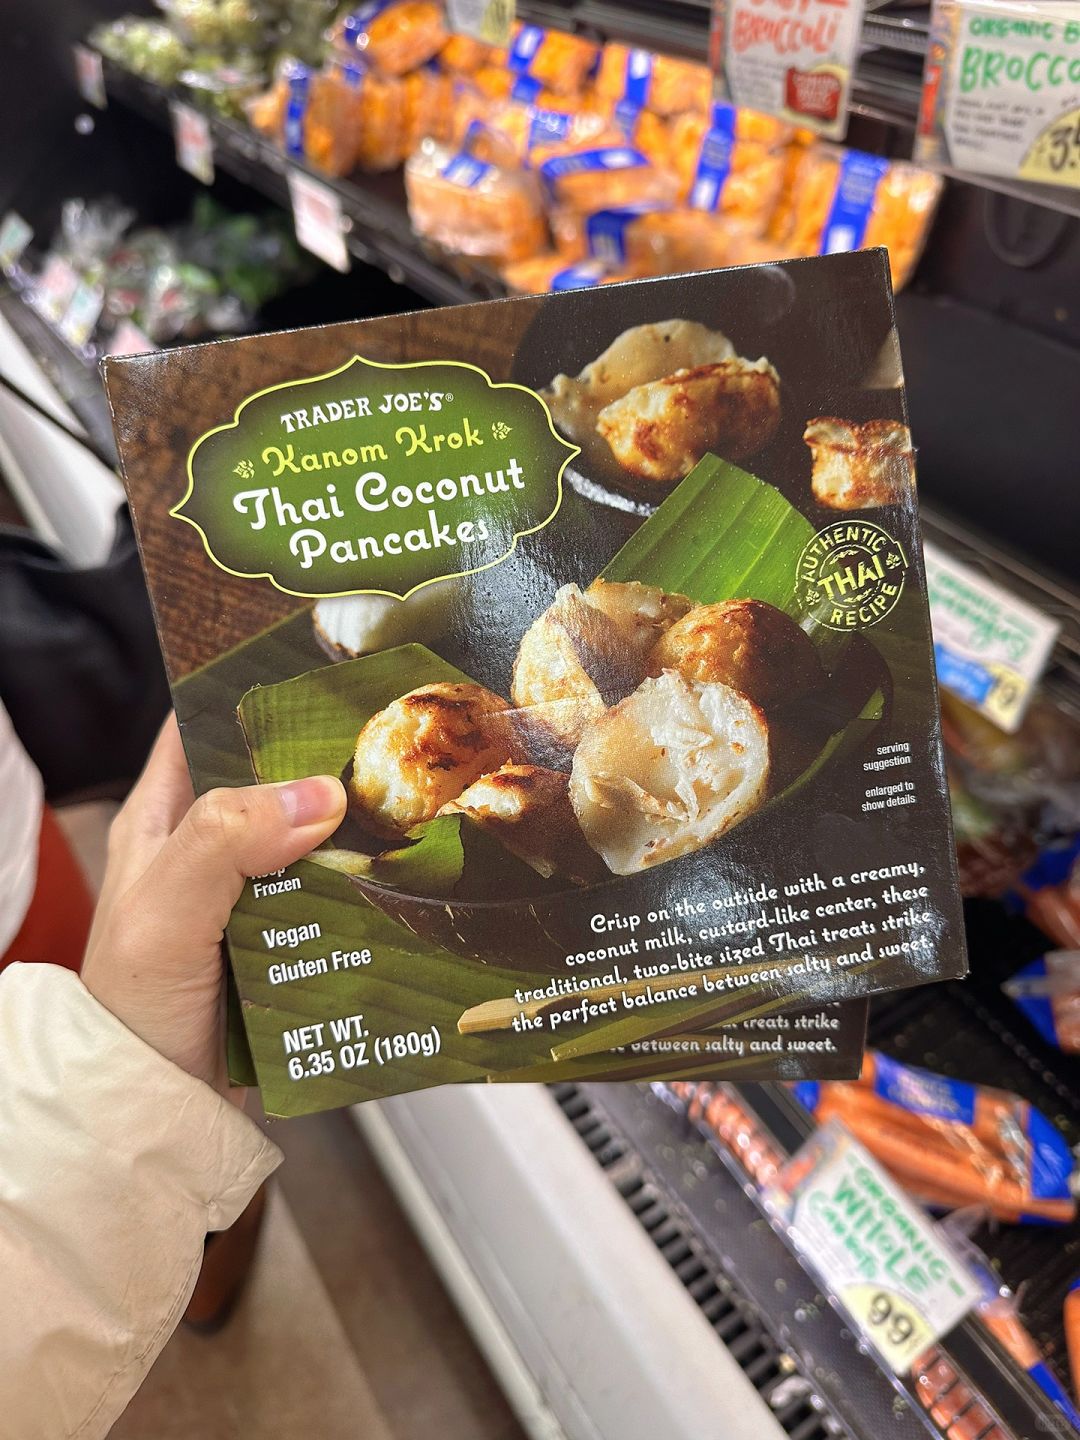 BROCCOLI
ORGANIC
BROCCO
TRADER JOE'S®
Kanom Krok
Thai Coconut
Pancakes
AUTHENTIC
THAI
RECIPE
serving
suggestion
enlarged to
show details
Keep
Frozen
Vegan
Gluten Free
NET WT.
6.35 OZ (180g)
Crisp on the outside with a creamy,
coconut milk, custard-like center, these
traditional, two-bite sized Thai treats strike
the perfect balance between salty and sweet.
treats strike
between salty and sweet.
ORGANIC
WHOLE
Carrots
99¢